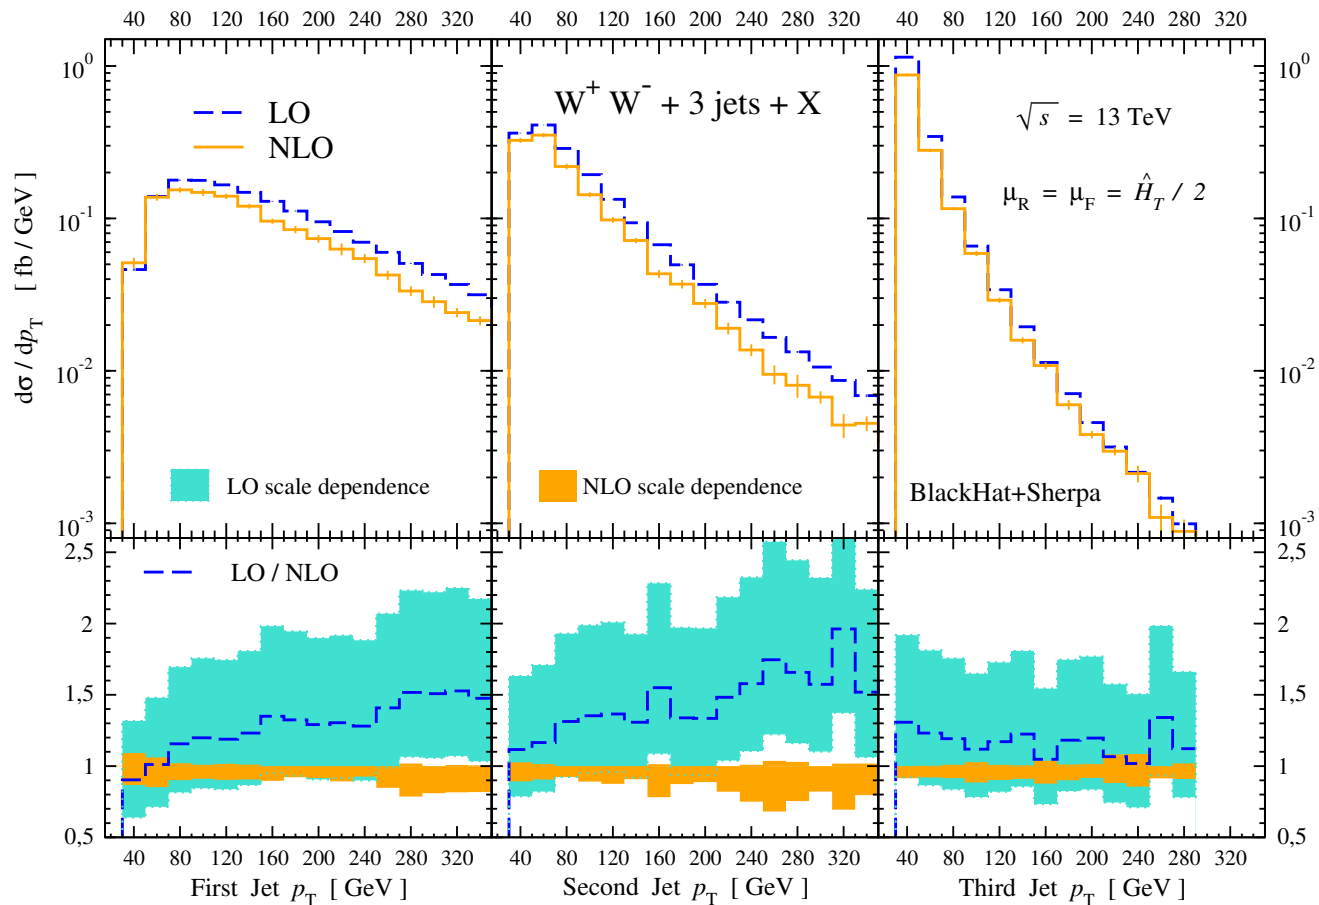 40 80 120 160 200 240 280 320 40 80 120 160 200 240 280 320 40 80 120 160 200 240 280 320
10^0 10^0
LO
NLO
W^+ W^- + 3 jets + X
√s = 13 TeV
μ_R = μ_F = Ĥ_T / 2
10^-1 10^-1
10^-2 10^-2
10^-3 10^-3
dσ / dp_T [ fb / GeV ]
LO scale dependence
NLO scale dependence
BlackHat+Sherpa
2,5 2,5
LO / NLO
2 2
1,5 1,5
1 1
0,5 0,5
40 80 120 160 200 240 280 320 40 80 120 160 200 240 280 320 40 80 120 160 200 240 280 320
First Jet p_T [ GeV ] Second Jet p_T [ GeV ] Third Jet p_T [ GeV ]